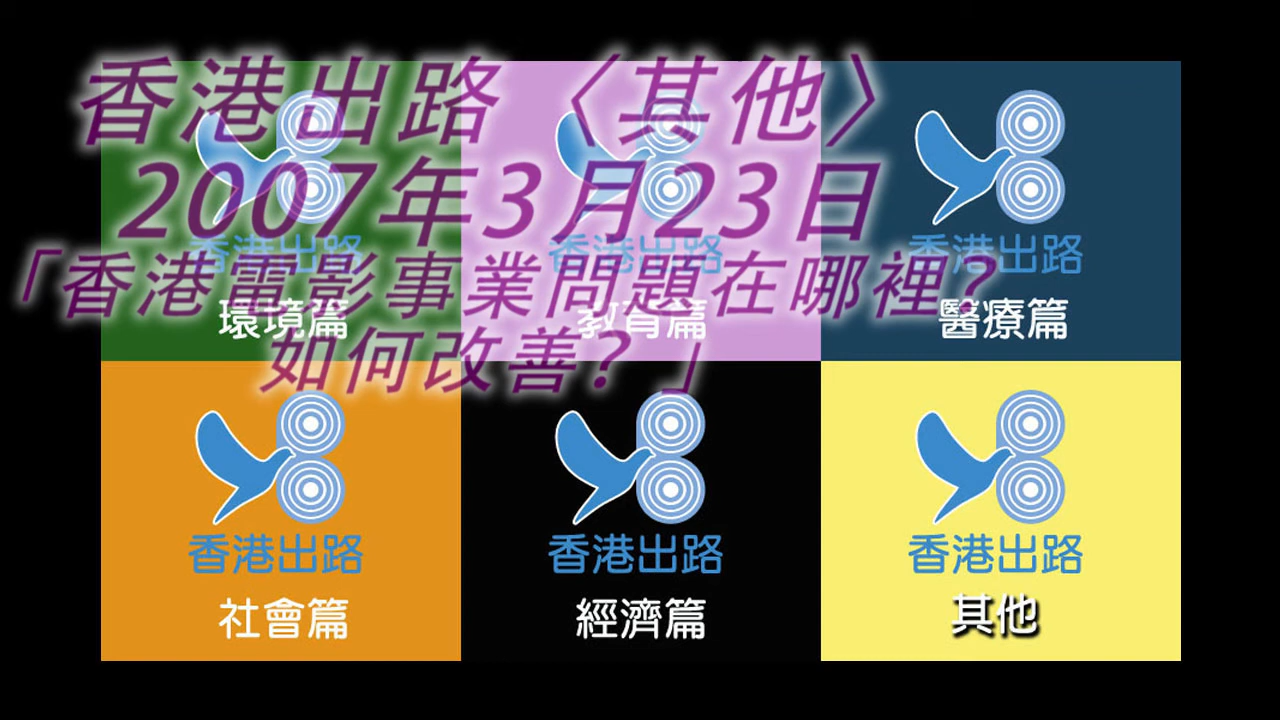 香港出路〈其他〉
2007年3月23日
「香港電影事業問題在哪裡？
如何改善？」
香港出路
環境篇
香港出路
教育篇
香港出路
醫療篇
香港出路
社會篇
香港出路
經濟篇
香港出路
其他